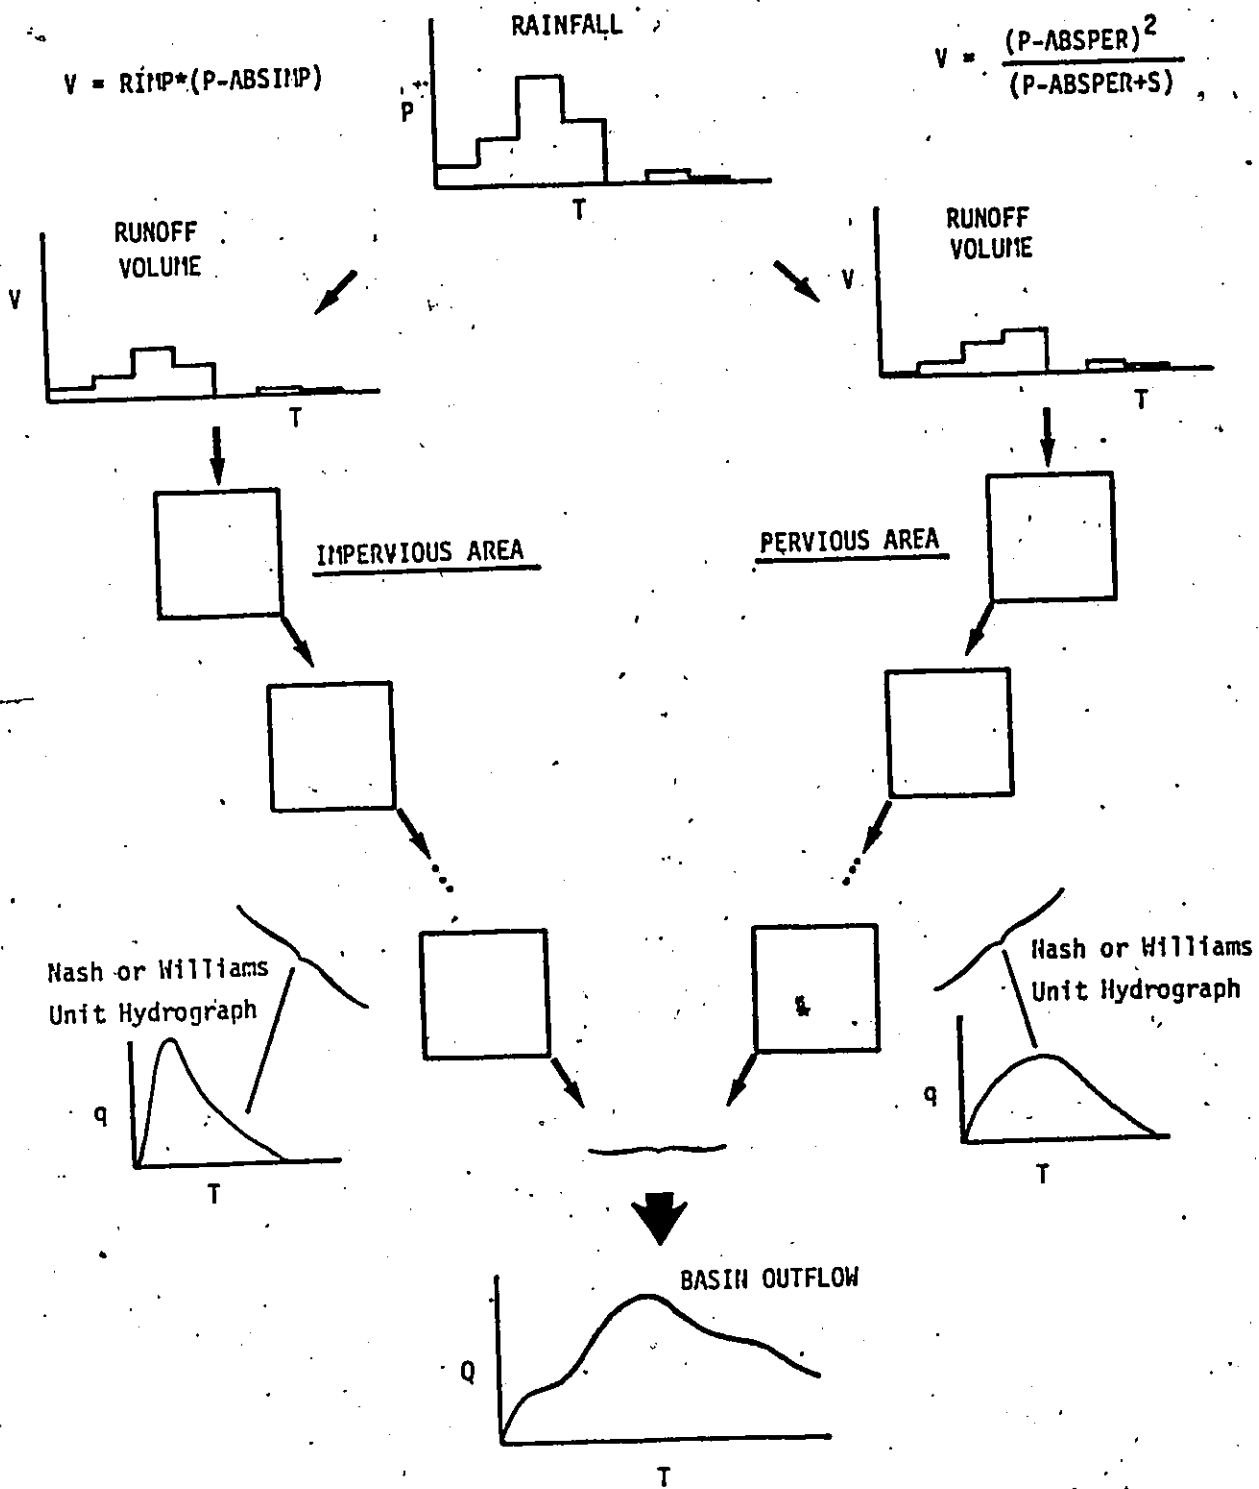 RAINFALL
V = RIMP*(P-ABSIMP)
V = (P-ABSPER)2
(P-ABSPER+S)
P
T
RUNOFF
VOLUME
V
T
RUNOFF
VOLUME
V
T
IMPERVIOUS AREA
PERVIOUS AREA
Nash or Williams
Unit Hydrograph
q
T
Nash or Williams
Unit Hydrograph
q
T
BASIN OUTFLOW
Q
T